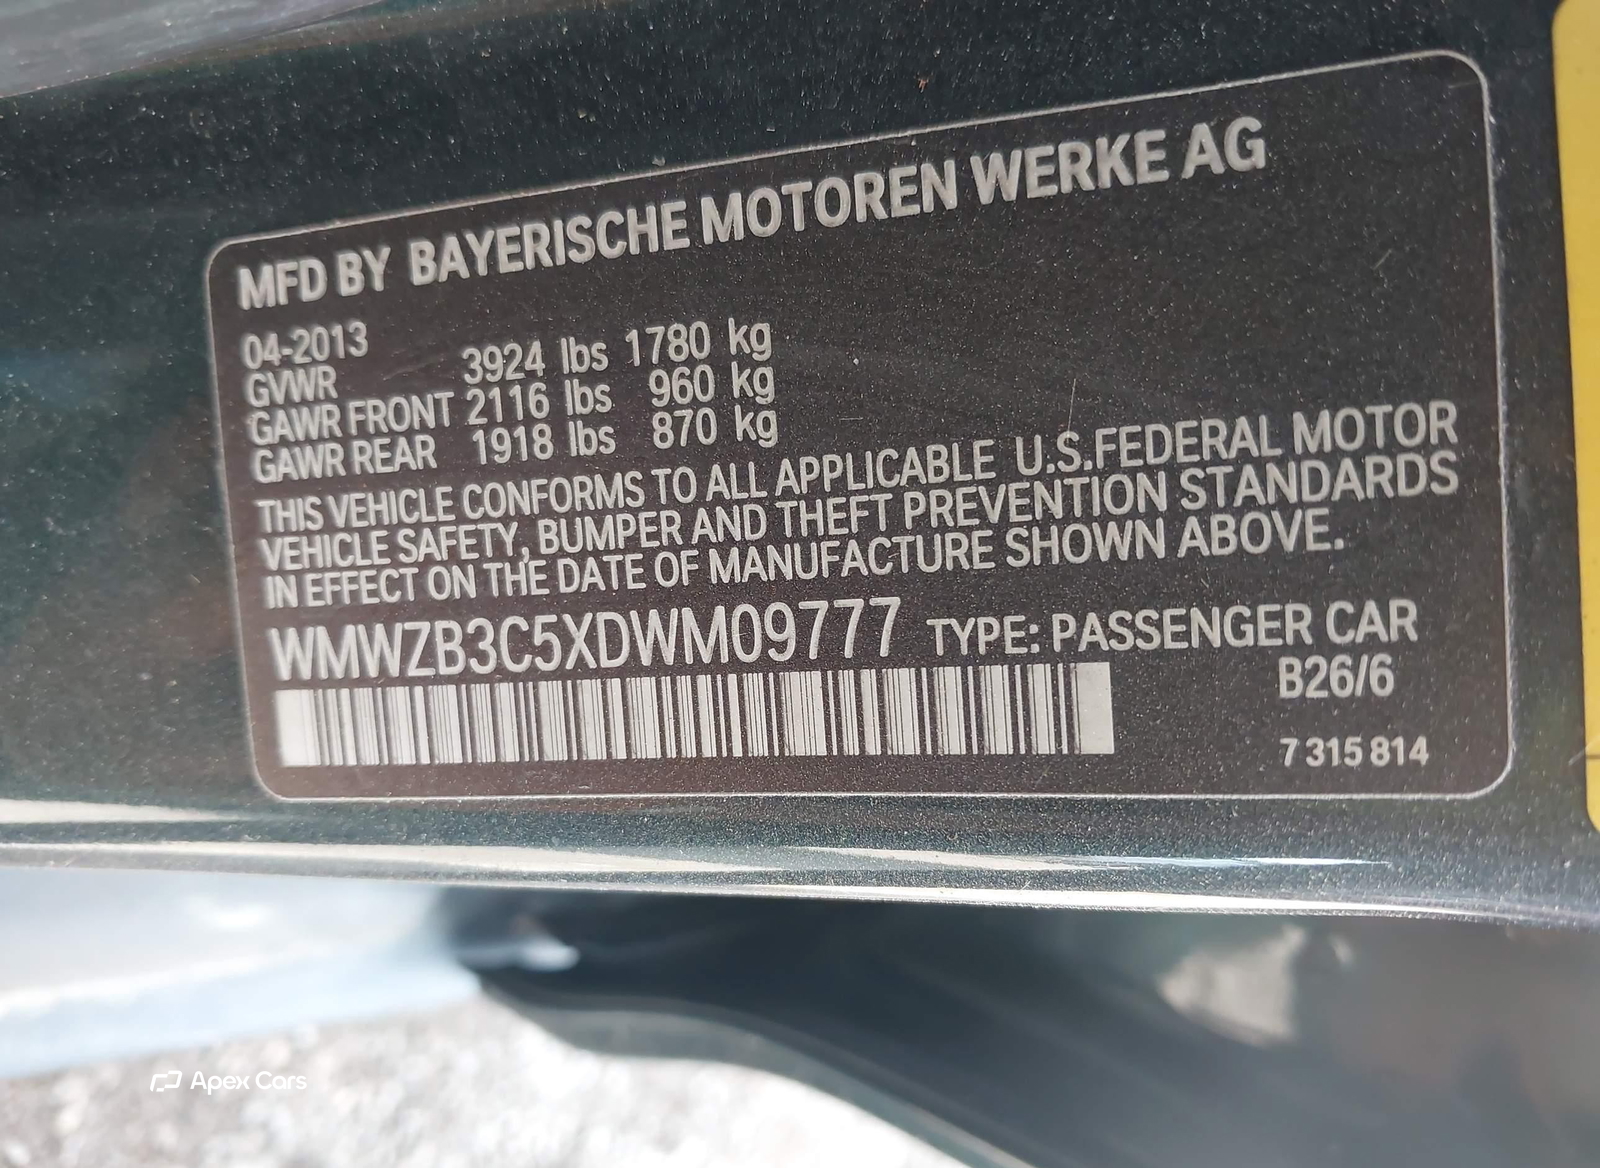 MFD BY BAYERISCHE MOTOREN WERKE AG
04-2013
GVWR 3924 lbs 1780 kg
GAWR FRONT 2116 lbs 960 kg
GAWR REAR 1918 lbs 870 kg
THIS VEHICLE CONFORMS TO ALL APPLICABLE U.S.FEDERAL MOTOR
VEHICLE SAFETY, BUMPER AND THEFT PREVENTION STANDARDS
IN EFFECT ON THE DATE OF MANUFACTURE SHOWN ABOVE.
WMWZB3C5XDWM09777 TYPE: PASSENGER CAR
B26/6
7 315 814
Apex Cars